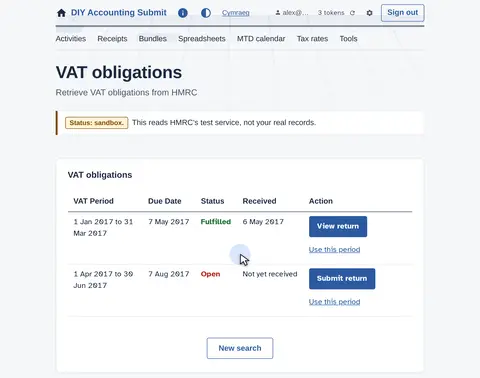 DIY Accounting Submit
Cymraeg
alex@...
3 tokens
Sign out
Activities Receipts Bundles Spreadsheets MTD calendar Tax rates Tools
VAT obligations
Retrieve VAT obligations from HMRC
Status: sandbox. This reads HMRC's test service, not your real records.
VAT obligations
VAT Period Due Date Status Received Action
1 Jan 2017 to 31 7 May 2017 Fulfilled 6 May 2017 View return
Mar 2017
Use this period
1 Apr 2017 to 30 7 Aug 2017 Open Not yet received Submit return
Jun 2017
Use this period
New search